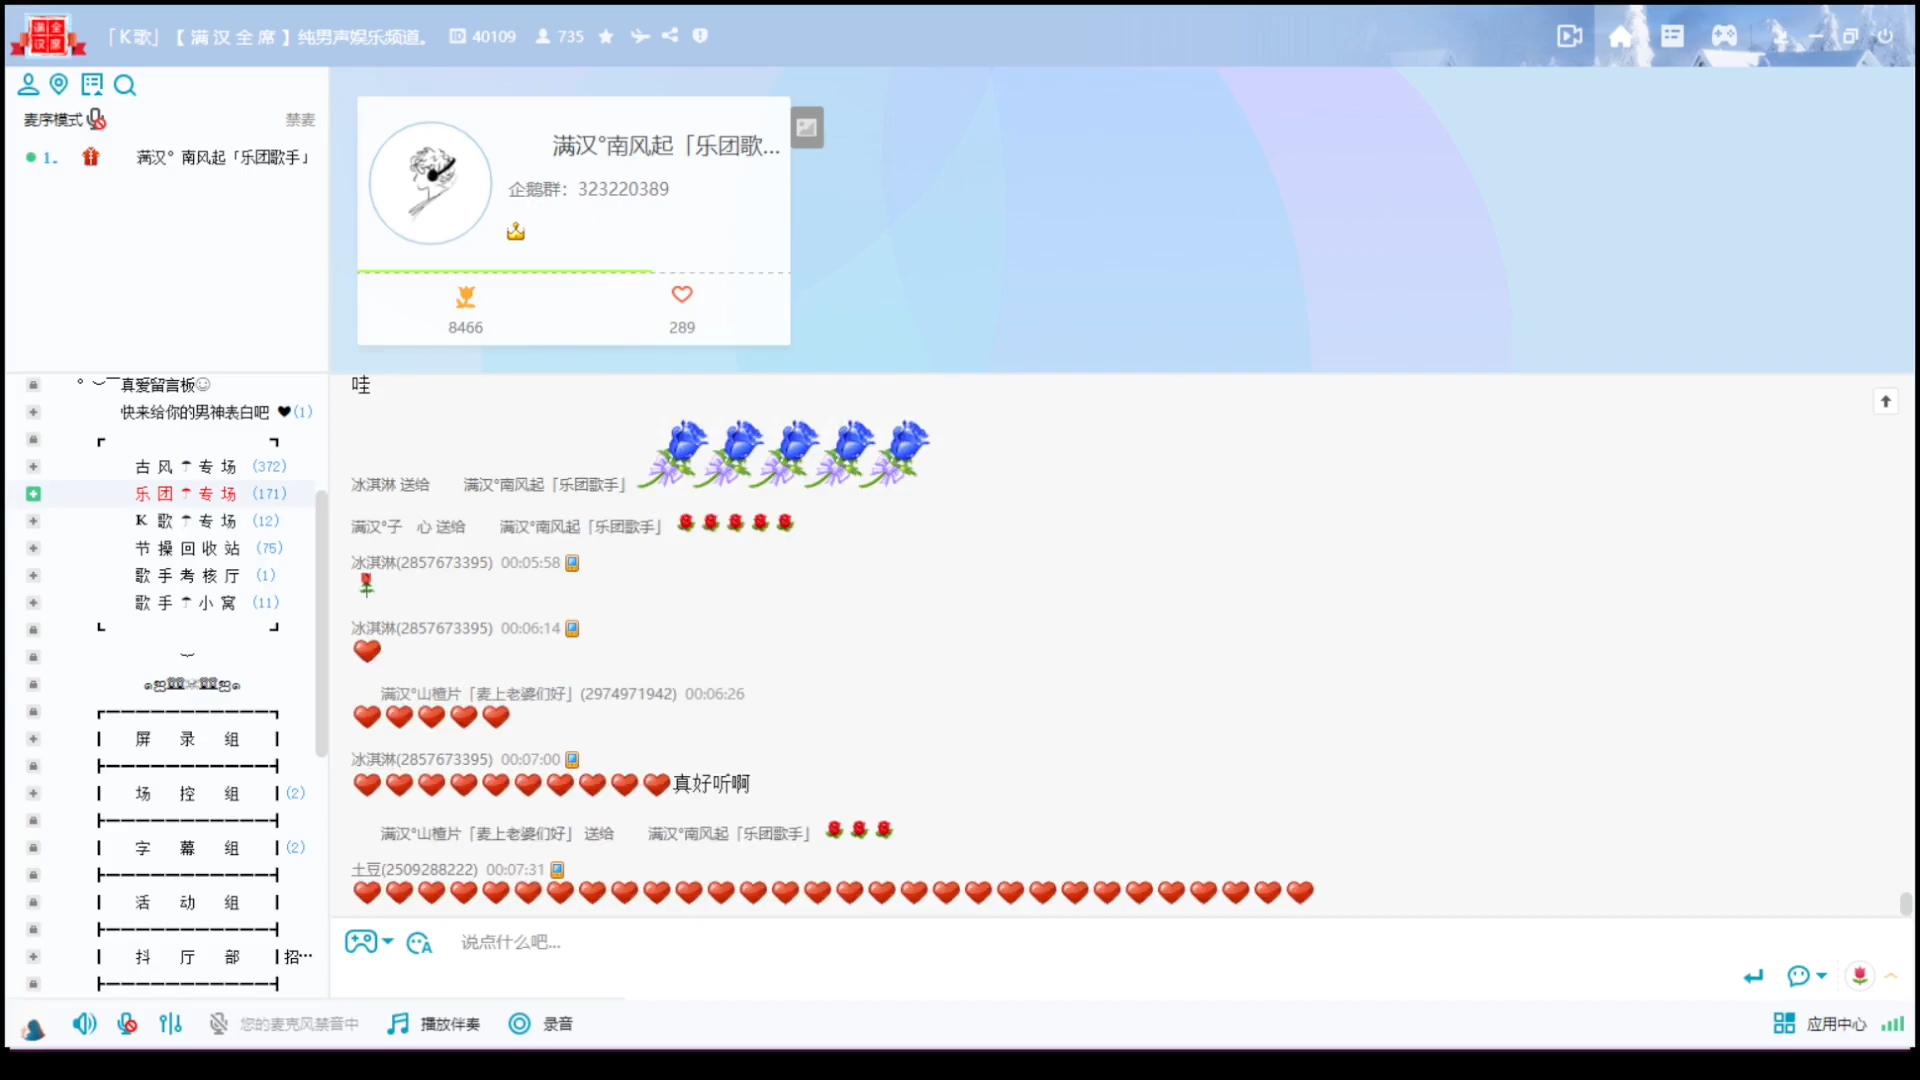 「K歌」【 满 汉 全 席 】纯男声娱乐频道。 ID 40109 735
满汉全席
麦序模式 禁麦
1. 满汉° 南风起「乐团歌手」
满汉°南风起「乐团歌...
企鹅群：323220389
8466 289
真爱留言板
快来给你的男神表白吧 (1)
古 风 专 场 (372)
乐 团 专 场 (171)
K 歌 专 场 (12)
节 操 回 收 站 (75)
歌 手 考 核 厅 (1)
歌 手 小 窝 (11)
屏 录 组
场 控 组 (2)
字 幕 组 (2)
活 动 组
抖 厅 部 招…
哇
冰淇淋 送给 满汉°南风起「乐团歌手」
满汉°子 心 送给 满汉°南风起「乐团歌手」
冰淇淋(2857673395) 00:05:58
冰淇淋(2857673395) 00:06:14
满汉°山楂片「麦上老婆们好」(2974971942) 00:06:26
冰淇淋(2857673395) 00:07:00
真好听啊
满汉°山楂片「麦上老婆们好」 送给 满汉°南风起「乐团歌手」
土豆(2509288222) 00:07:31
说点什么吧...
您的麦克风禁音中 播放伴奏 录音 应用中心